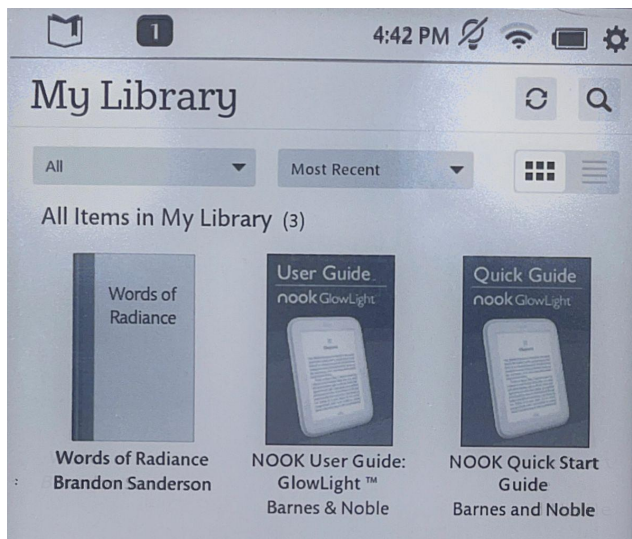 1
4:42 PM
My Library
All
Most Recent
All Items in My Library (3)
Words of
Radiance
Words of Radiance
Brandon Sanderson
User Guide
nook GlowLight
NOOK User Guide:
GlowLight ™
Barnes & Noble
Quick Guide
nook GlowLight
NOOK Quick Start
Guide
Barnes and Noble